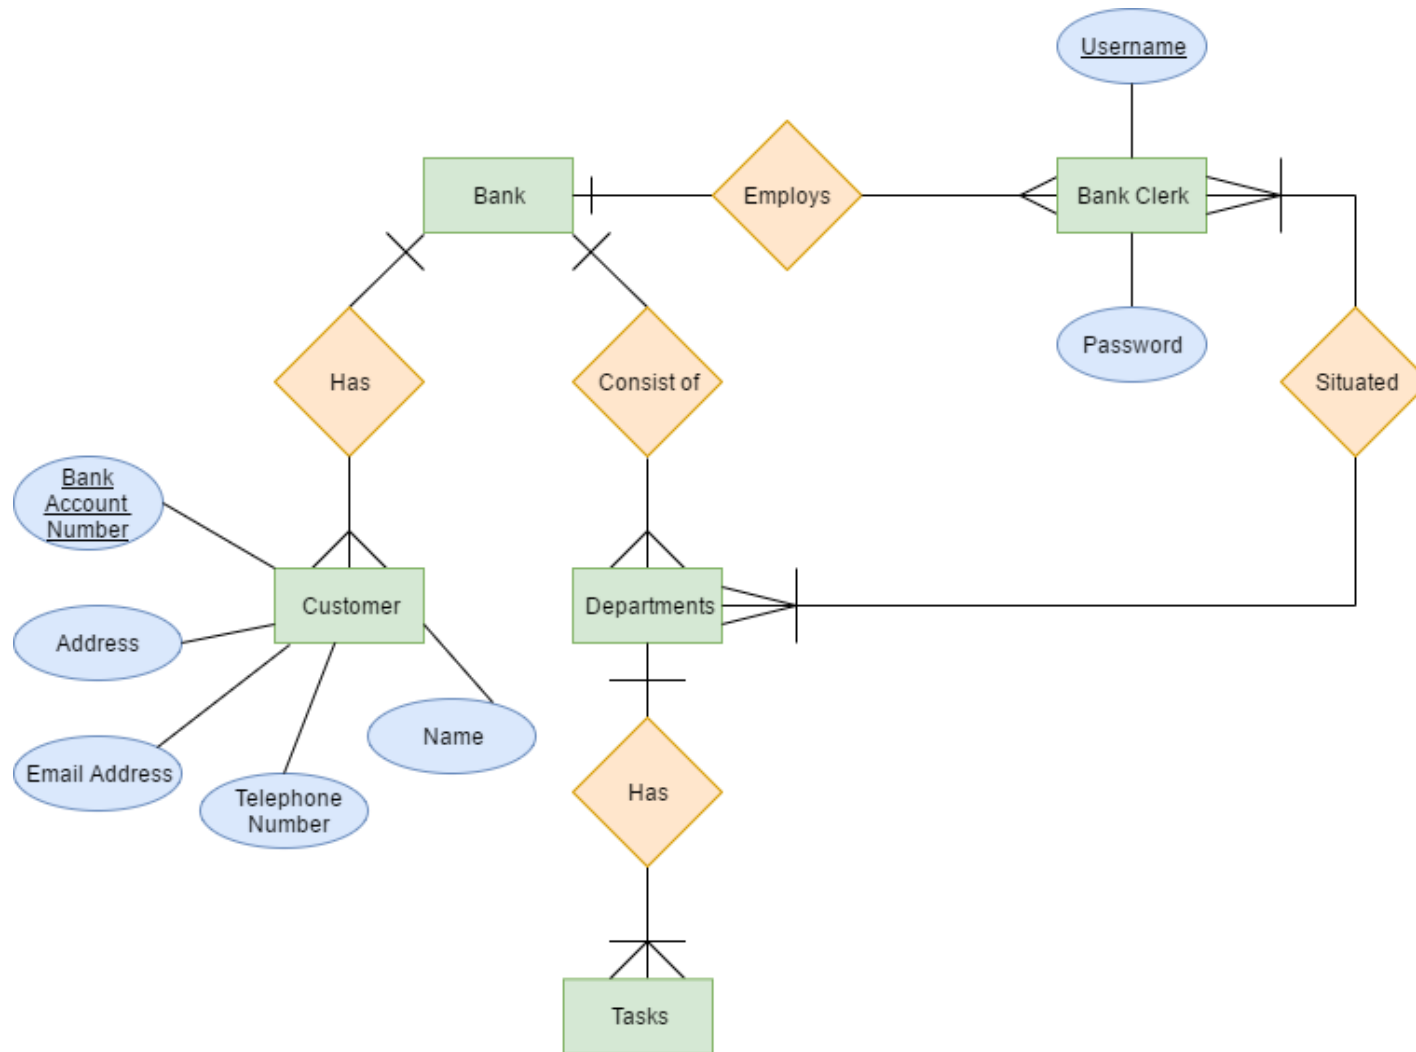 Username
Bank
Employs
Bank Clerk
Password
Has
Consist of
Situated
Bank
Account
Number
Customer
Departments
Address
Name
Email Address
Telephone
Number
Has
Tasks